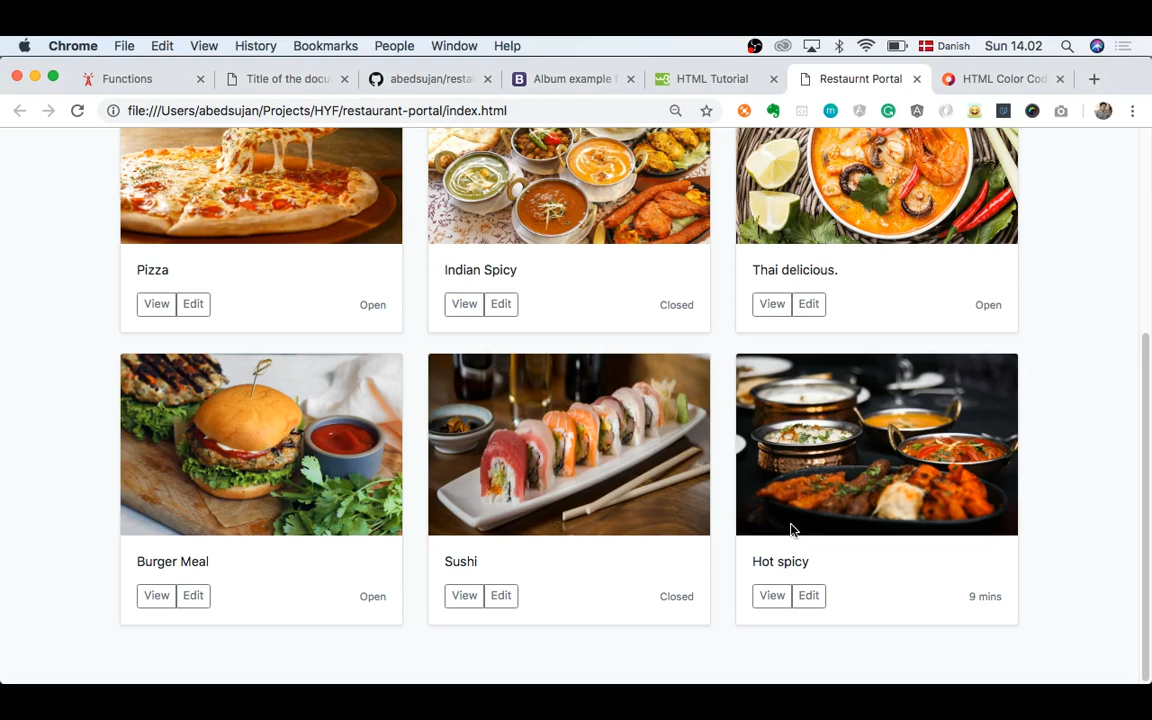 Chrome File Edit View History Bookmarks People Window Help Danish Sun 14.02
Functions Title of the docu abedsujan/resta Album example f HTML Tutorial Restaurnt Portal HTML Color Cod
file:///Users/abedsujan/Projects/HYF/restaurant-portal/index.html
Pizza Indian Spicy Thai delicious.
View Edit Open View Edit Closed View Edit Open
Burger Meal Sushi Hot spicy
View Edit Open View Edit Closed View Edit 9 mins